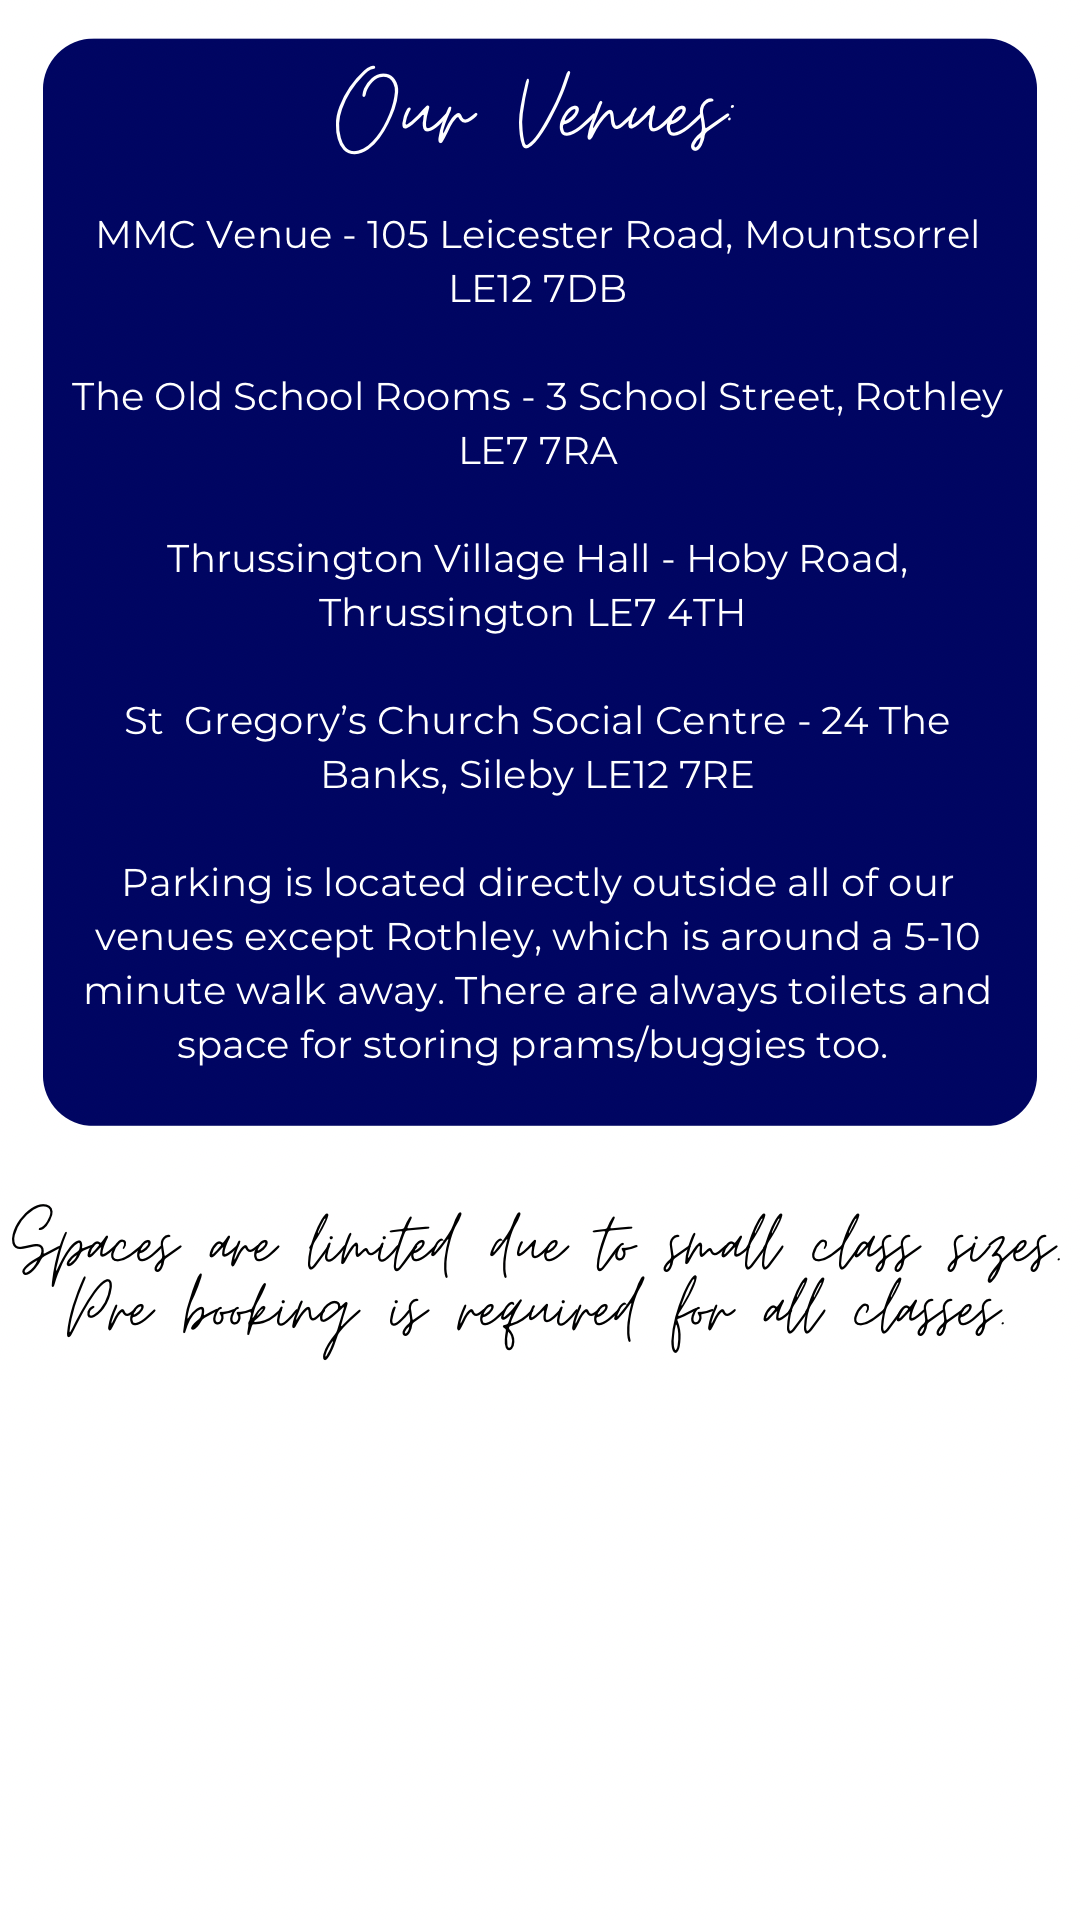 Our Venues:
MMC Venue - 105 Leicester Road, Mountsorrel
LE12 7DB
The Old School Rooms - 3 School Street, Rothley
LE7 7RA
Thrussington Village Hall - Hoby Road,
Thrussington LE7 4TH
St  Gregory’s Church Social Centre - 24 The
Banks, Sileby LE12 7RE
Parking is located directly outside all of our
venues except Rothley, which is around a 5-10
minute walk away. There are always toilets and
space for storing prams/buggies too.
Spaces are limited due to small class sizes.
Pre booking is required for all classes.